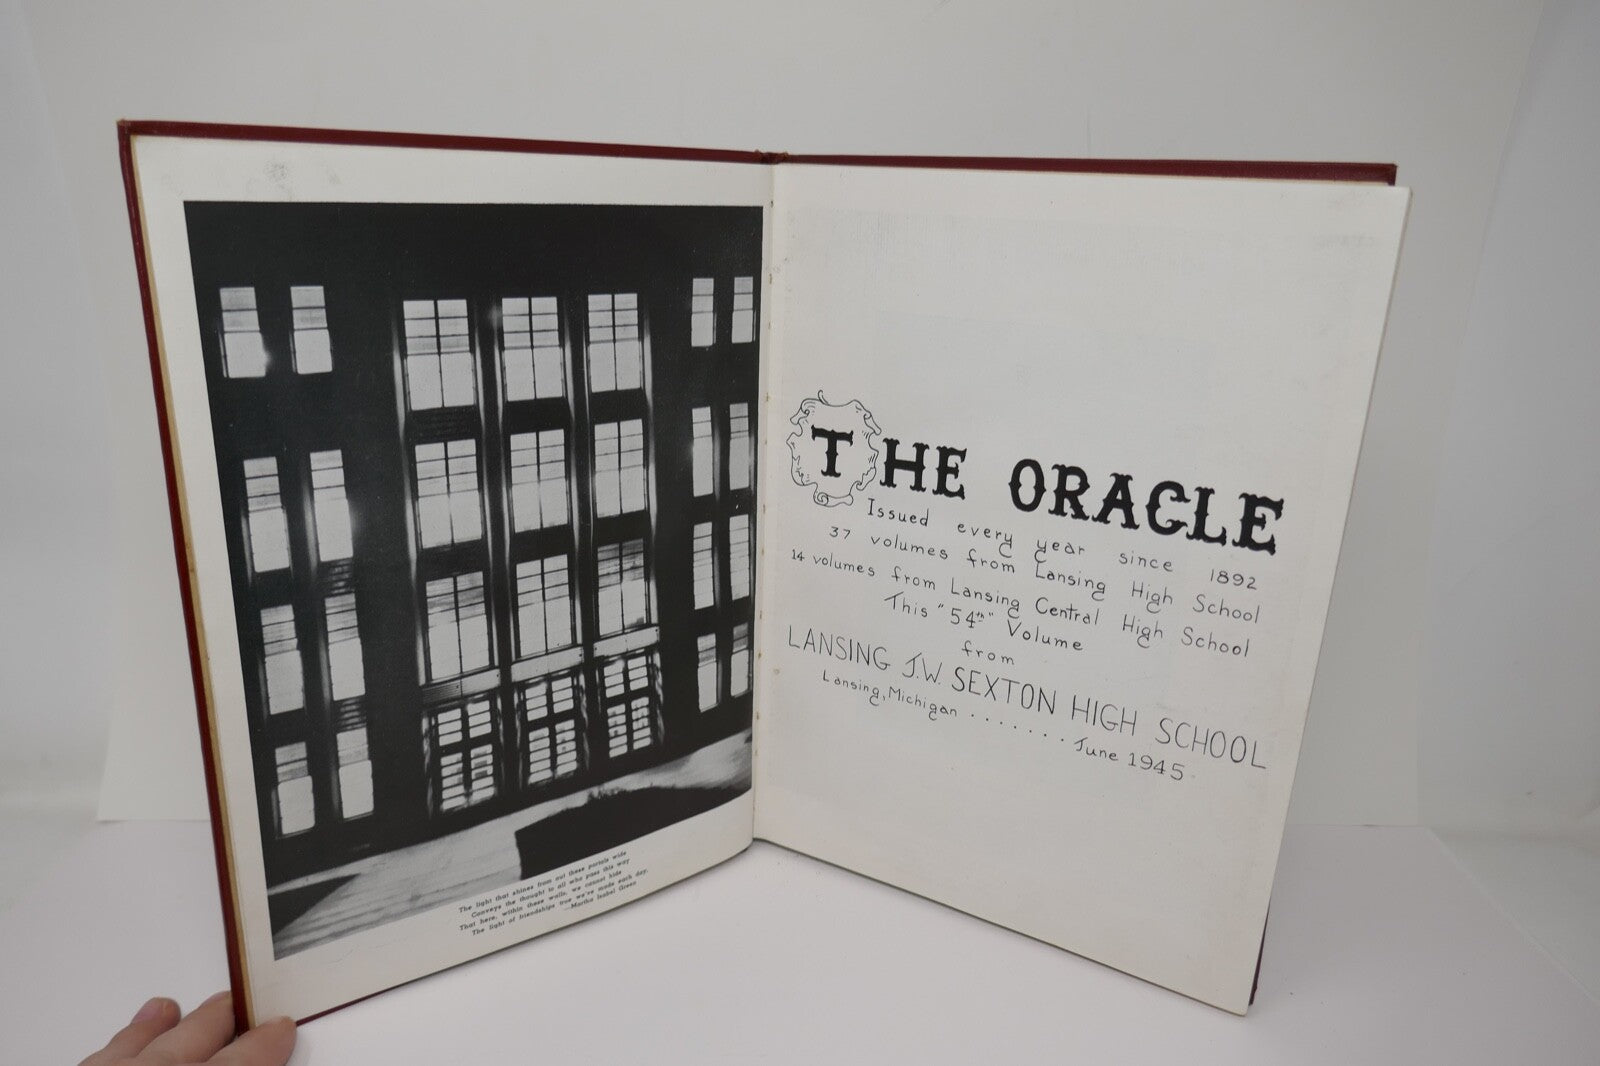 The light that shines from out these portals wide
Conveys the thought to all who pass this way
That here, within these walls, we cannot hide
The light of friendships true we've made each day.
—Martha Isabel Green
THE ORACLE
Issued every year since 1892
37 volumes from Lansing High School
14 volumes from Lansing Central High School
This "54th" Volume
from
LANSING J.W. SEXTON HIGH SCHOOL
Lansing, Michigan ........ June 1945